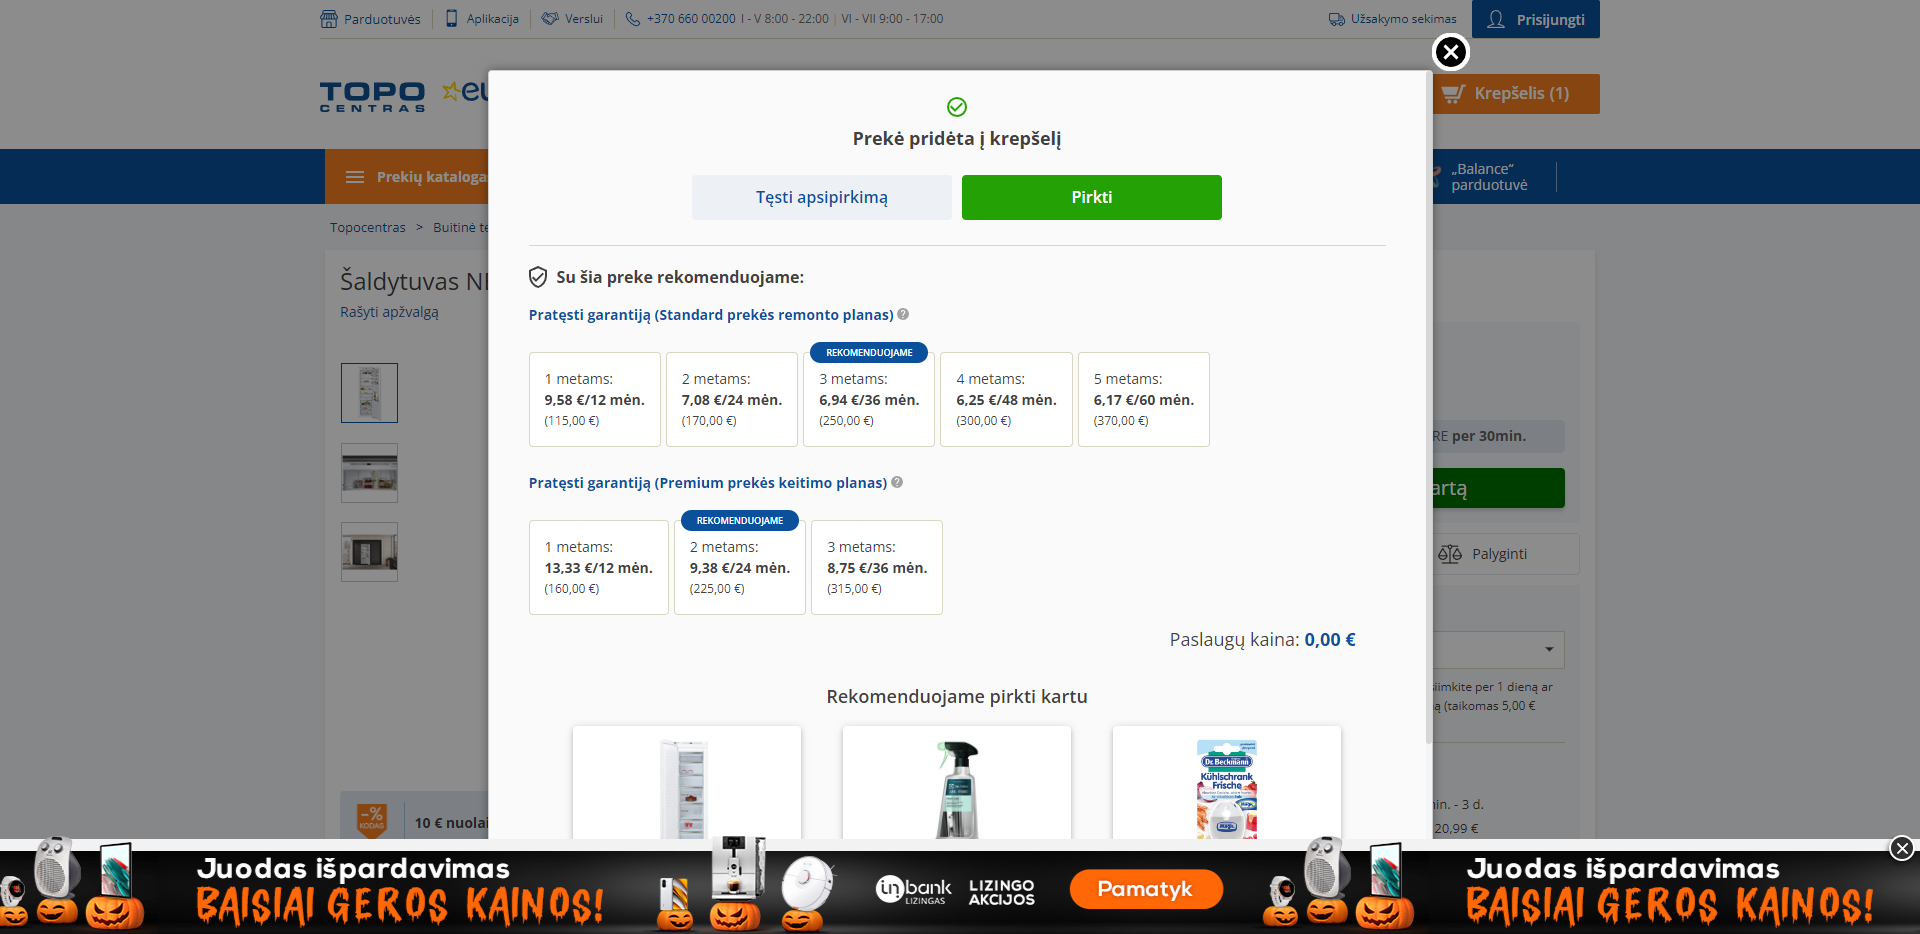 Parduotuvės
Aplikacija
Verslui
+370 660 00200 I - V 8:00 - 22:00 | VI - VII 9:00 - 17:00
Užsakymo sekimas
Prisijungti
TOPO
CENTRAS
Krepšelis (1)
Prekių kataloga
„Balance“
parduotuvė
Topocentras > Buitinė te
Šaldytuvas NE
Rašyti apžvalgą
Prekė pridėta į krepšelį
Tęsti apsipirkimą
Pirkti
Su šia preke rekomenduojame:
Pratęsti garantiją (Standard prekės remonto planas)
REKOMENDUOJAME
1 metams:
9,58 €/12 mėn.
(115,00 €)
2 metams:
7,08 €/24 mėn.
(170,00 €)
3 metams:
6,94 €/36 mėn.
(250,00 €)
4 metams:
6,25 €/48 mėn.
(300,00 €)
5 metams:
6,17 €/60 mėn.
(370,00 €)
Pratęsti garantiją (Premium prekės keitimo planas)
REKOMENDUOJAME
1 metams:
13,33 €/12 mėn.
(160,00 €)
2 metams:
9,38 €/24 mėn.
(225,00 €)
3 metams:
8,75 €/36 mėn.
(315,00 €)
Paslaugų kaina: 0,00 €
Rekomenduojame pirkti kartu
Dr. Beckmann
Kühlschrank
Frische
RE per 30min.
artą
Palyginti
siimkite per 1 dieną ar
ą (taikomas 5,00 €
nin. - 3 d.
20,99 €
-%
KODAS
10 € nuolai
Juodas išpardavimas
BAISIAI GEROS KAINOS!
inbank
LIZINGAS
LIZINGO
AKCIJOS
Pamatyk
Juodas išpardavimas
BAISIAI GEROS KAINOS!